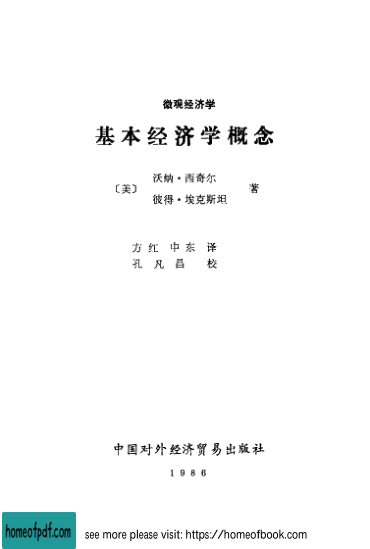 微观经济学
基本经济学概念
〔美〕 沃纳·西奇尔
彼得·埃克斯坦 著
方红 中东 译
孔凡昌 校
中国对外经济贸易出版社
1986
homeofpdf.com
see more please visit: https://homeofbook.com